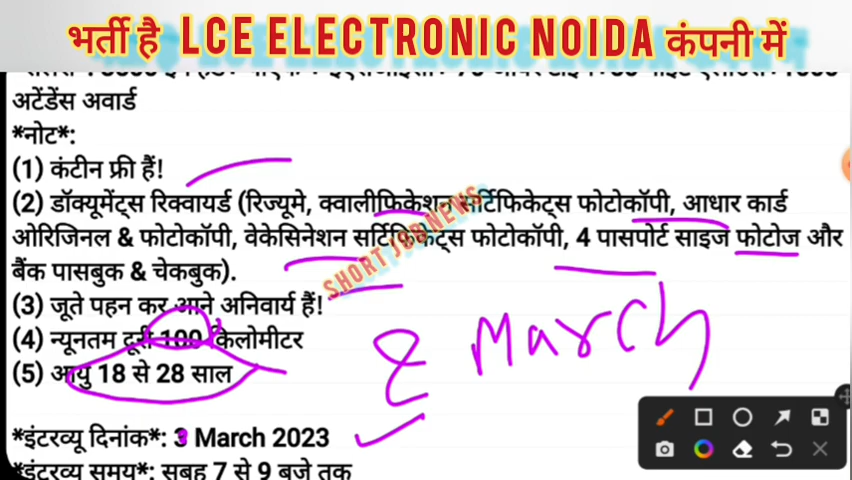 भर्ती है LCE ELECTRONIC NOIDA कंपनी में
अटेंडेंस अवार्ड
*नोट*:
(1) कंटीन फ्री हैं!
(2) डॉक्यूमेंट्स रिक्वायर्ड (रिज्यूमे, क्वालीफिकेशन सर्टिफिकेट्स फोटोकॉपी, आधार कार्ड
ओरिजिनल & फोटोकॉपी, वेकेसिनेशन सर्टिफिकेट्स फोटोकॉपी, 4 पासपोर्ट साइज फोटोज और
बैंक पासबुक & चेकबुक).
SHORT JOB NEWS
(3) जूते पहन कर आने अनिवार्य हैं!
(4) न्यूनतम दूरी 100 किलोमीटर
(5) आयु 18 से 28 साल
March
*इंटरव्यू दिनांक*: 3 March 2023
*इंटरव्यू समय*: सुबह 7 से 9 बजे तक